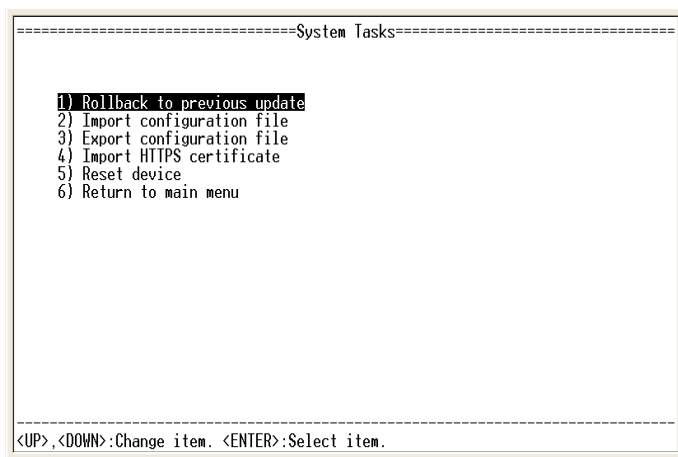 ==================================System Tasks==================================
1) Rollback to previous update
2) Import configuration file
3) Export configuration file
4) Import HTTPS certificate
5) Reset device
6) Return to main menu
--------------------------------------------------------------------------------
<UP>,<DOWN>:Change item. <ENTER>:Select item.